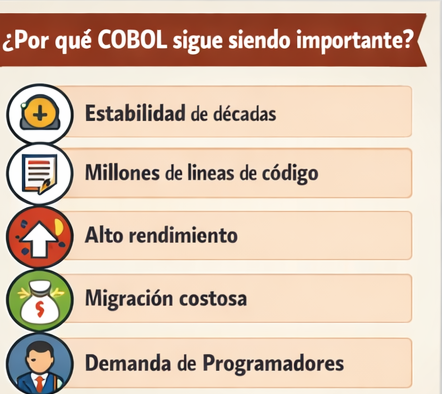 ¿Por qué COBOL sigue siendo importante?
Estabilidad de décadas
Millones de lineas de código
Alto rendimiento
Migración costosa
Demanda de Programadores